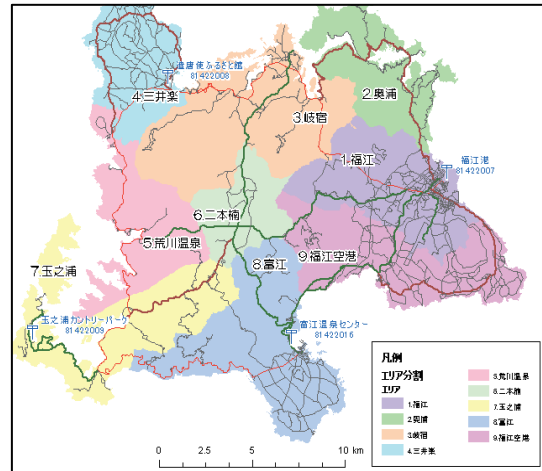 遣唐使ふるさと館
81422008
4.三井楽
2.奥浦
3.岐宿
1.福江
福江港
81422007
6.二本楠
5.荒川温泉
9.福江空港
8.富江
7.玉之浦
玉之浦カントリーパーク
81422009
富江温泉センター
81422016
凡例
エリア分割
エリア
1.福江
2.奥浦
3.岐宿
4.三井楽
5.荒川温泉
6.二本楠
7.玉之浦
8.富江
9.福江空港
0 2.5 5 10 km